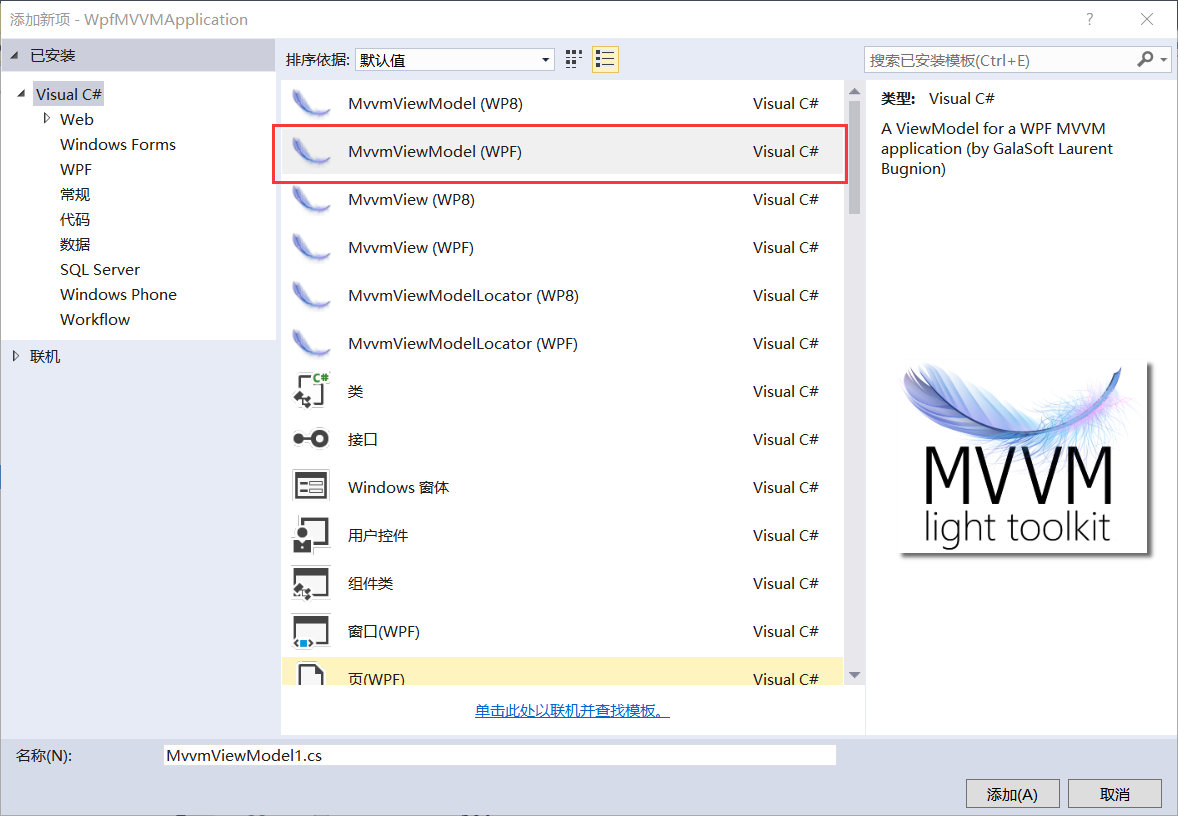 添加新项 - WpfMVVMApplication
?
已安装
排序依据:
默认值
搜索已安装模板(Ctrl+E)
Visual C#
Web
Windows Forms
WPF
常规
代码
数据
SQL Server
Windows Phone
Workflow
联机
MvvmViewModel (WP8) Visual C#
MvvmViewModel (WPF) Visual C#
MvvmView (WP8) Visual C#
MvvmView (WPF) Visual C#
MvvmViewModelLocator (WP8) Visual C#
MvvmViewModelLocator (WPF) Visual C#
C#
类 Visual C#
接口 Visual C#
Windows 窗体 Visual C#
用户控件 Visual C#
组件类 Visual C#
窗口(WPF) Visual C#
页(WPF) Visual C#
单击此处以联机并查找模板。
类型: Visual C#
A ViewModel for a WPF MVVM
application (by GalaSoft Laurent
Bugnion)
MVVM
light toolkit
名称(N): MvvmViewModel1.cs
添加(A)
取消